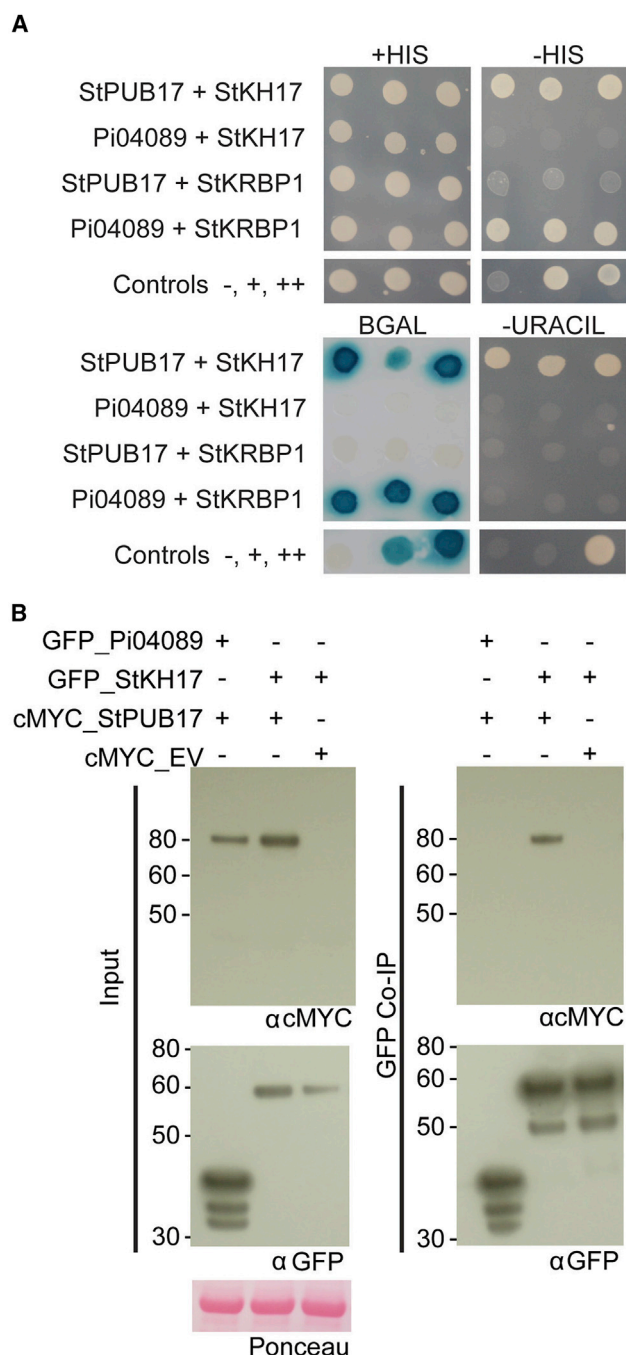 A
+HIS -HIS
StPUB17 + StKH17
Pi04089 + StKH17
StPUB17 + StKRBP1
Pi04089 + StKRBP1
Controls -, +, ++
BGAL -URACIL
StPUB17 + StKH17
Pi04089 + StKH17
StPUB17 + StKRBP1
Pi04089 + StKRBP1
Controls -, +, ++
B
GFP_Pi04089 + - - + - -
GFP_StKH17 - + + - + +
cMYC_StPUB17 + + - + + -
cMYC_EV - - + - - +
Input
80 -
60 -
50 -
αcMYC
80 -
60 -
50 -
30 -
αGFP
Ponceau
GFP Co-IP
80 -
60 -
50 -
αcMYC
80 -
60 -
50 -
30 -
αGFP